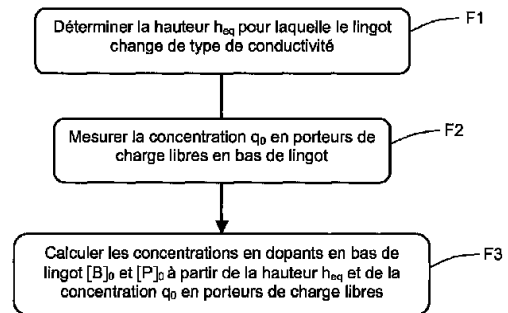 Déterminer la hauteur heq pour laquelle le lingot
change de type de conductivité
F1
Mesurer la concentration q0 en porteurs de
charge libres en bas de lingot
F2
Calculer les concentrations en dopants en bas de
lingot [B]0 et [P]0 à partir de la hauteur heq et de la
concentration q0 en porteurs de charge libres
F3